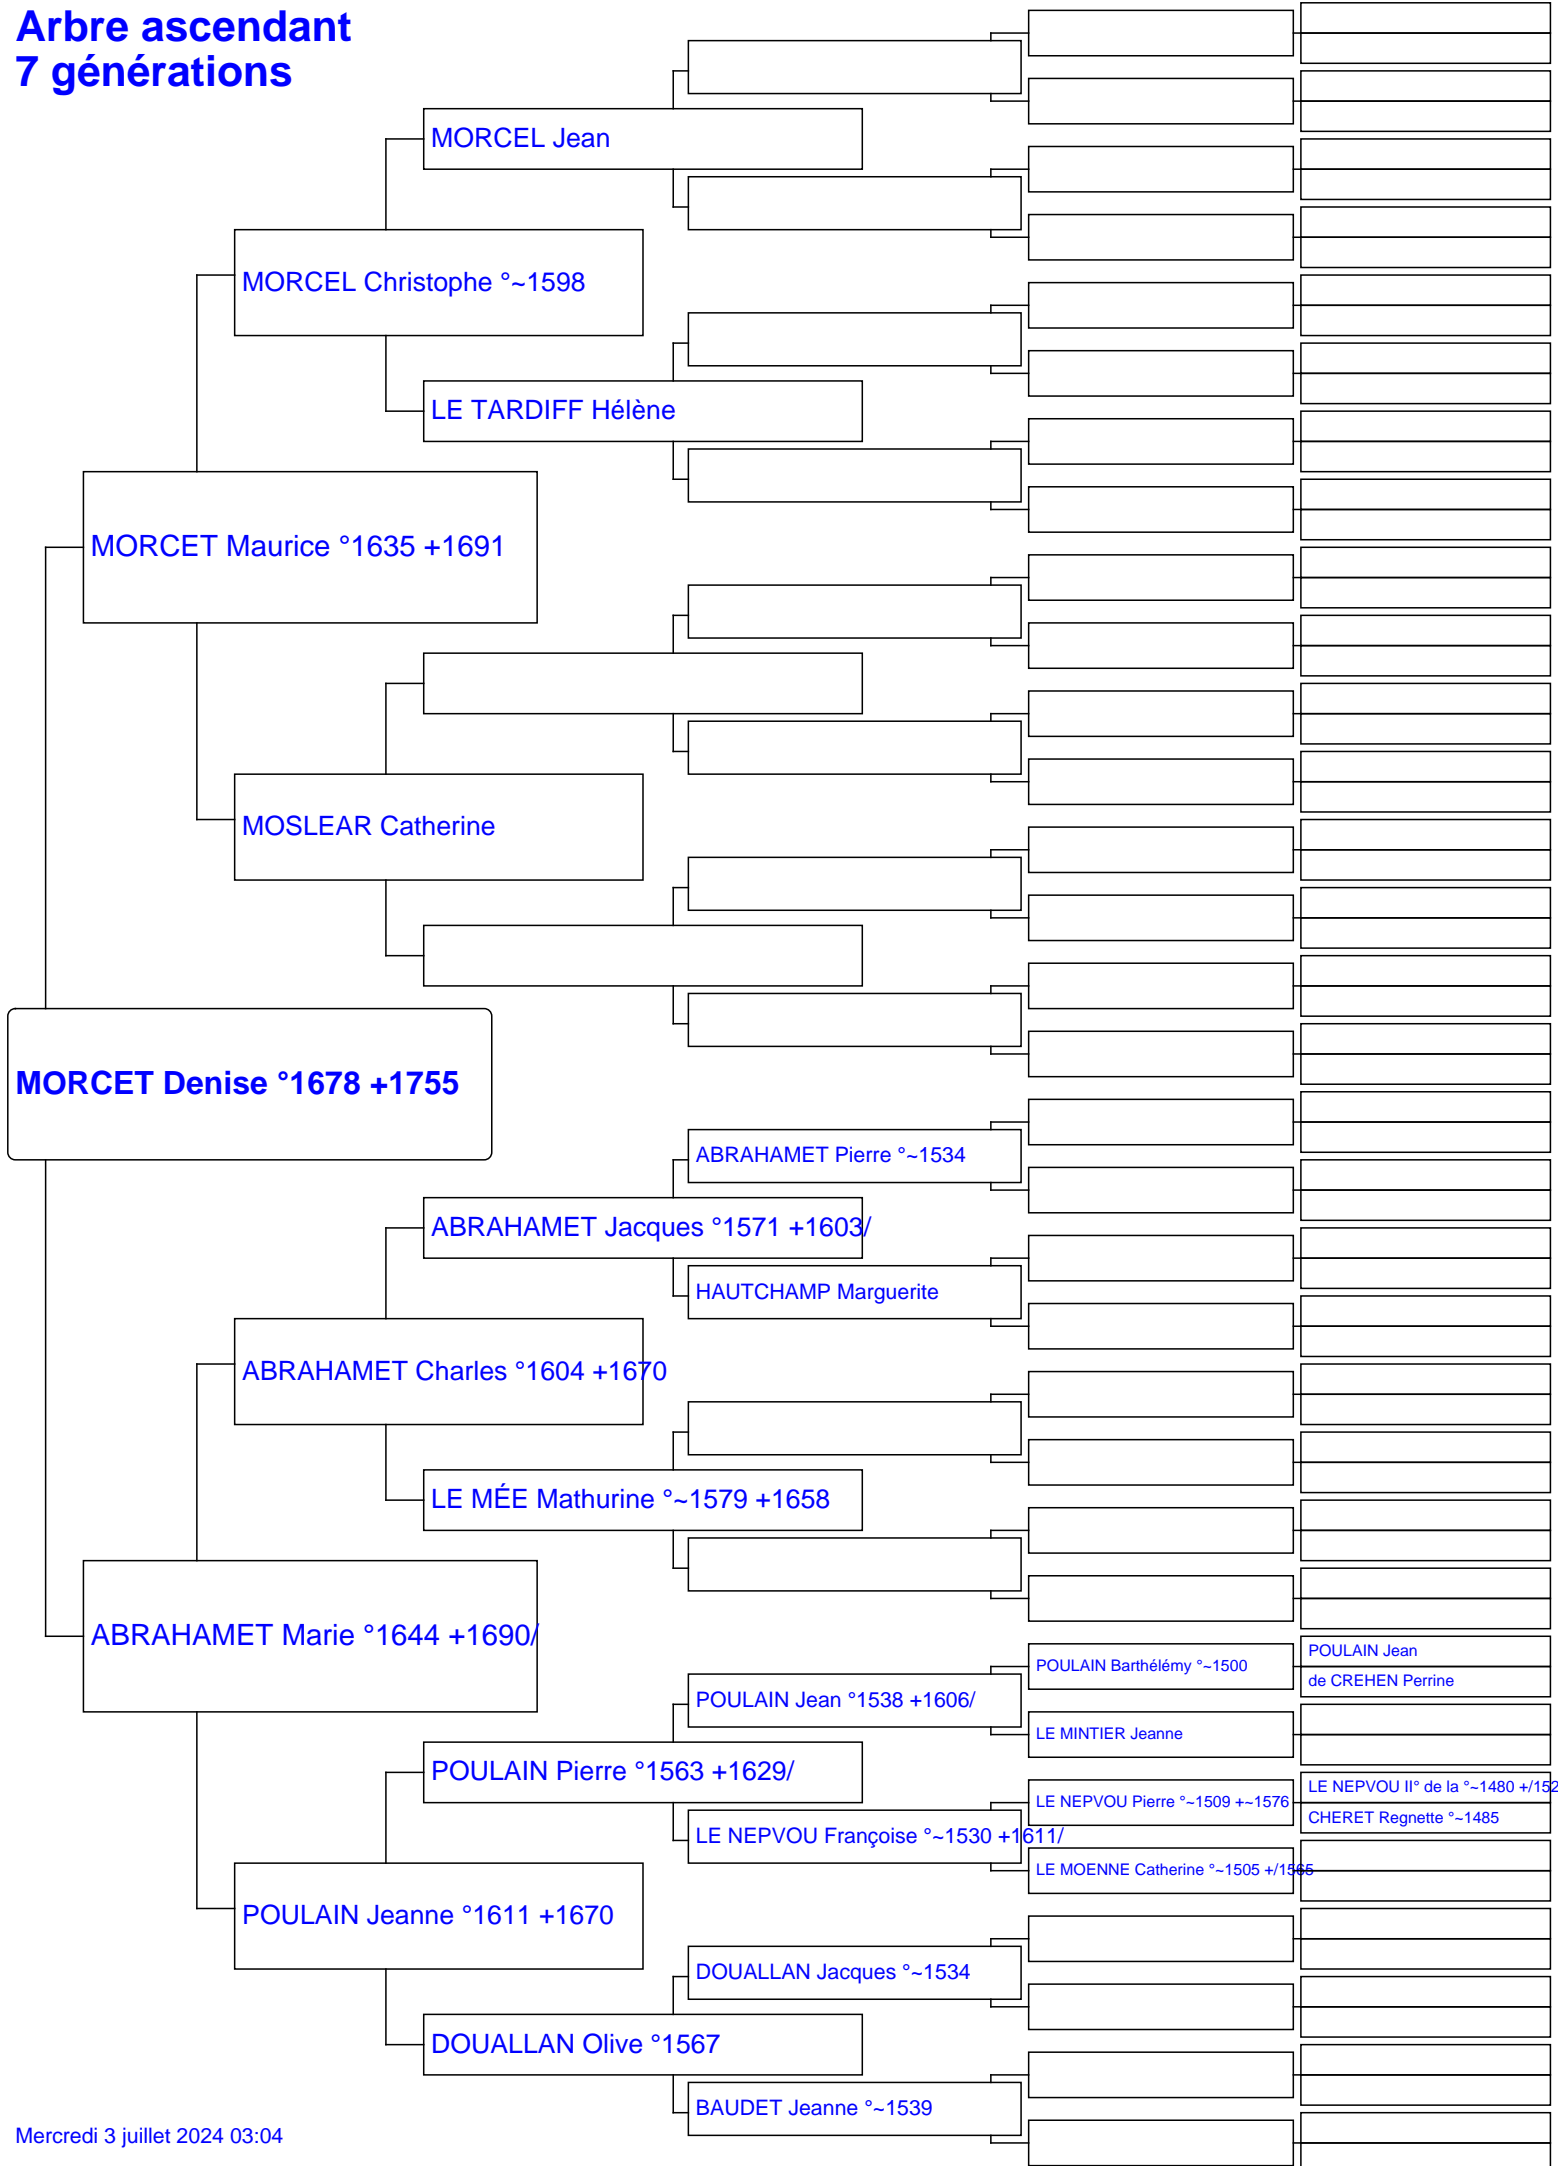 Arbre ascendant
7 générations
MORCEL Jean
MORCEL Christophe °~1598
LE TARDIFF Hélène
MORCET Maurice °1635 +1691
MOSLEAR Catherine
MORCET Denise °1678 +1755
ABRAHAMET Pierre °~1534
ABRAHAMET Jacques °1571 +1603/
HAUTCHAMP Marguerite
ABRAHAMET Charles °1604 +1670
LE MÉE Mathurine °~1579 +1658
ABRAHAMET Marie °1644 +1690/
POULAIN Jean
POULAIN Barthélémy °~1500
de CREHEN Perrine
POULAIN Jean °1538 +1606/
LE MINTIER Jeanne
POULAIN Pierre °1563 +1629/
LE NEPVOU II° de la °~1480 +/152
LE NEPVOU Pierre °~1509 +~1576
CHERET Regnette °~1485
LE NEPVOU Françoise °~1530 +1611/
LE MOENNE Catherine °~1505 +/1565
POULAIN Jeanne °1611 +1670
DOUALLAN Jacques °~1534
DOUALLAN Olive °1567
BAUDET Jeanne °~1539
Mercredi 3 juillet 2024 03:04